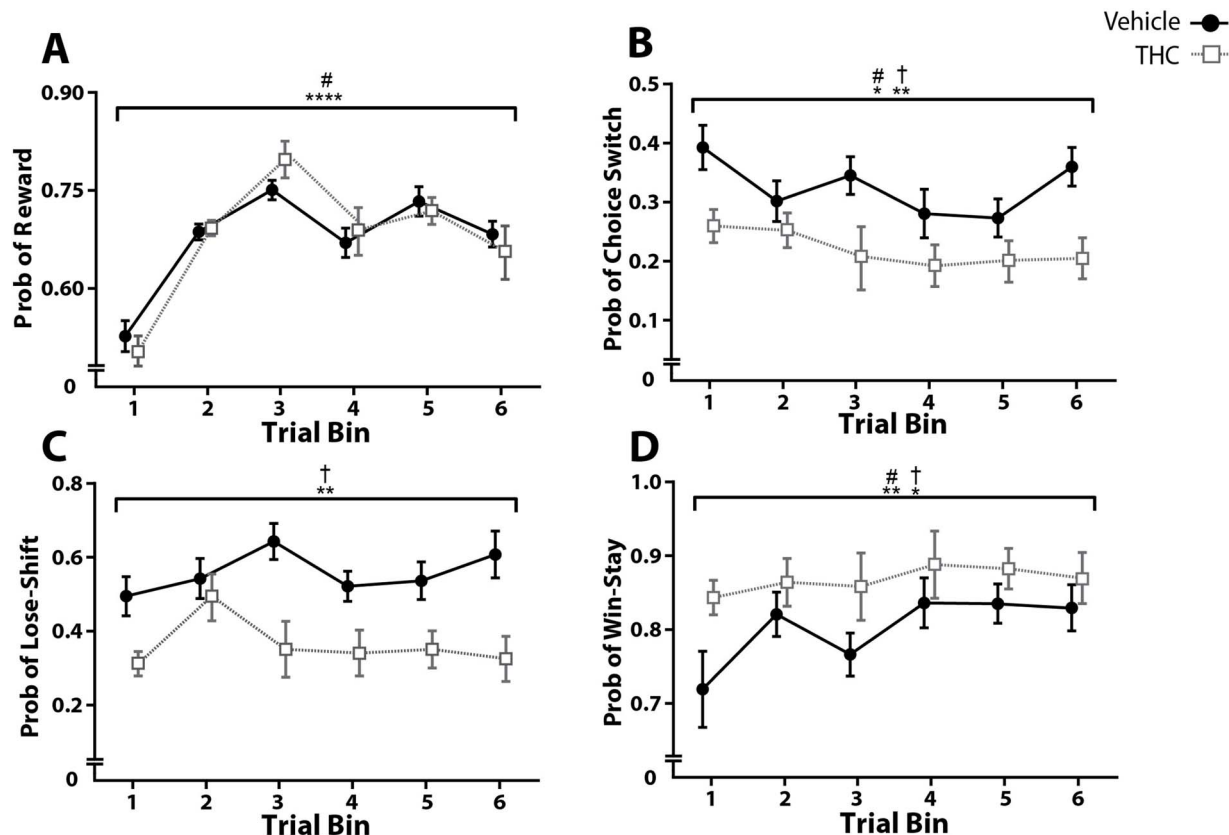 Vehicle
THC
A
#
****
Prob of Reward
0.90
0.75
0.60
0
1 2 3 4 5 6
Trial Bin
B
# †
* **
Prob of Choice Switch
0.5
0.4
0.3
0.2
0.1
0
1 2 3 4 5 6
Trial Bin
C
†
**
Prob of Lose-Shift
0.8
0.6
0.4
0.2
0
1 2 3 4 5 6
Trial Bin
D
# †
** *
Prob of Win-Stay
1.0
0.9
0.8
0.7
0
1 2 3 4 5 6
Trial Bin